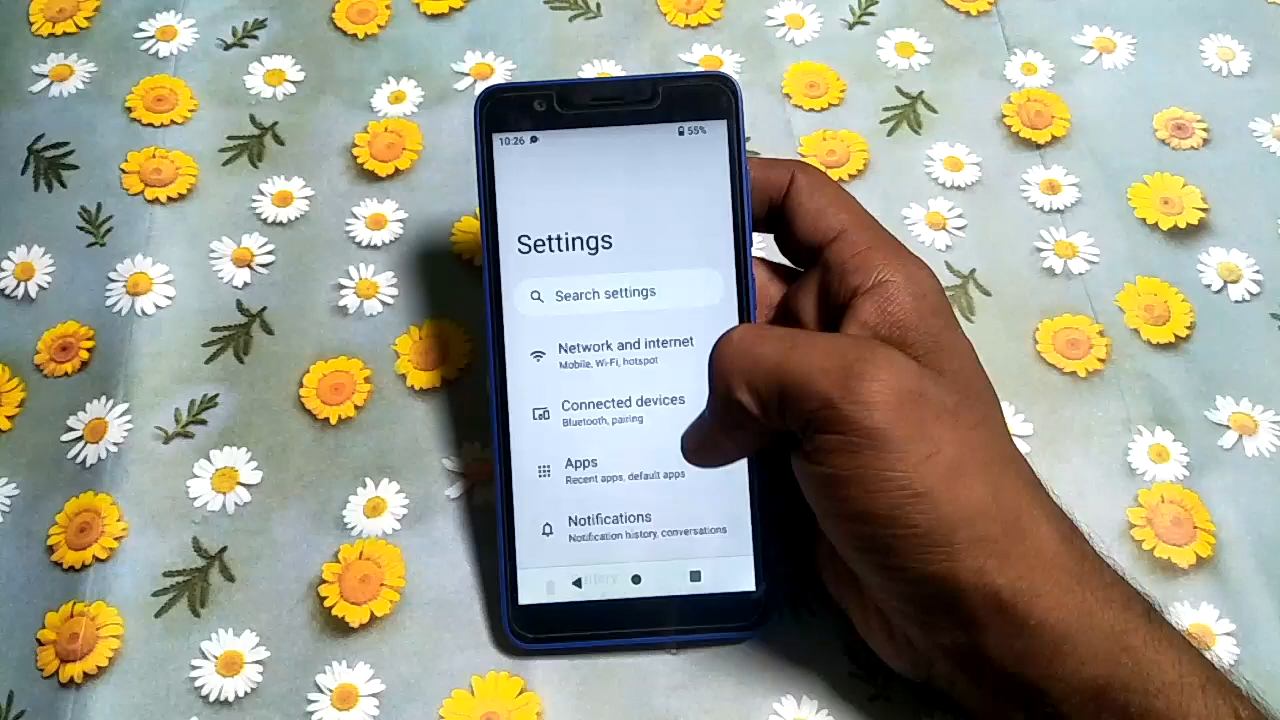 10:26 55%
Settings
Search settings
Network and internet
Mobile, Wi-Fi, hotspot
Connected devices
Bluetooth, pairing
Apps
Recent apps, default apps
Notifications
Notification history, conversations